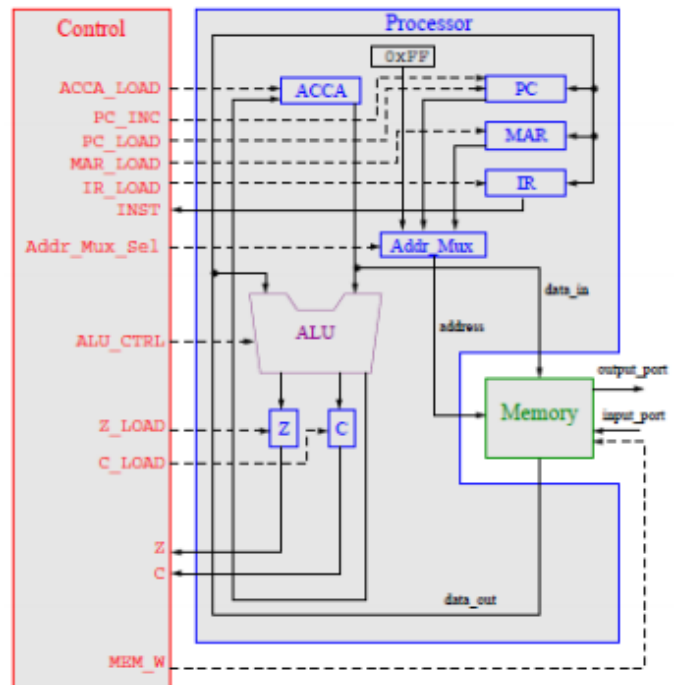 Control
Processor
0xFF
ACCA_LOAD
ACCA
PC
PC_INC
PC_LOAD
MAR
MAR_LOAD
IR_LOAD
IR
INST
Addr_Mux_Sel
Addr_Mux
data_in
ALU
address
ALU_CTRL
output_port
Memory
input_port
Z_LOAD
Z
C
C_LOAD
Z
C
data_out
MEM_W